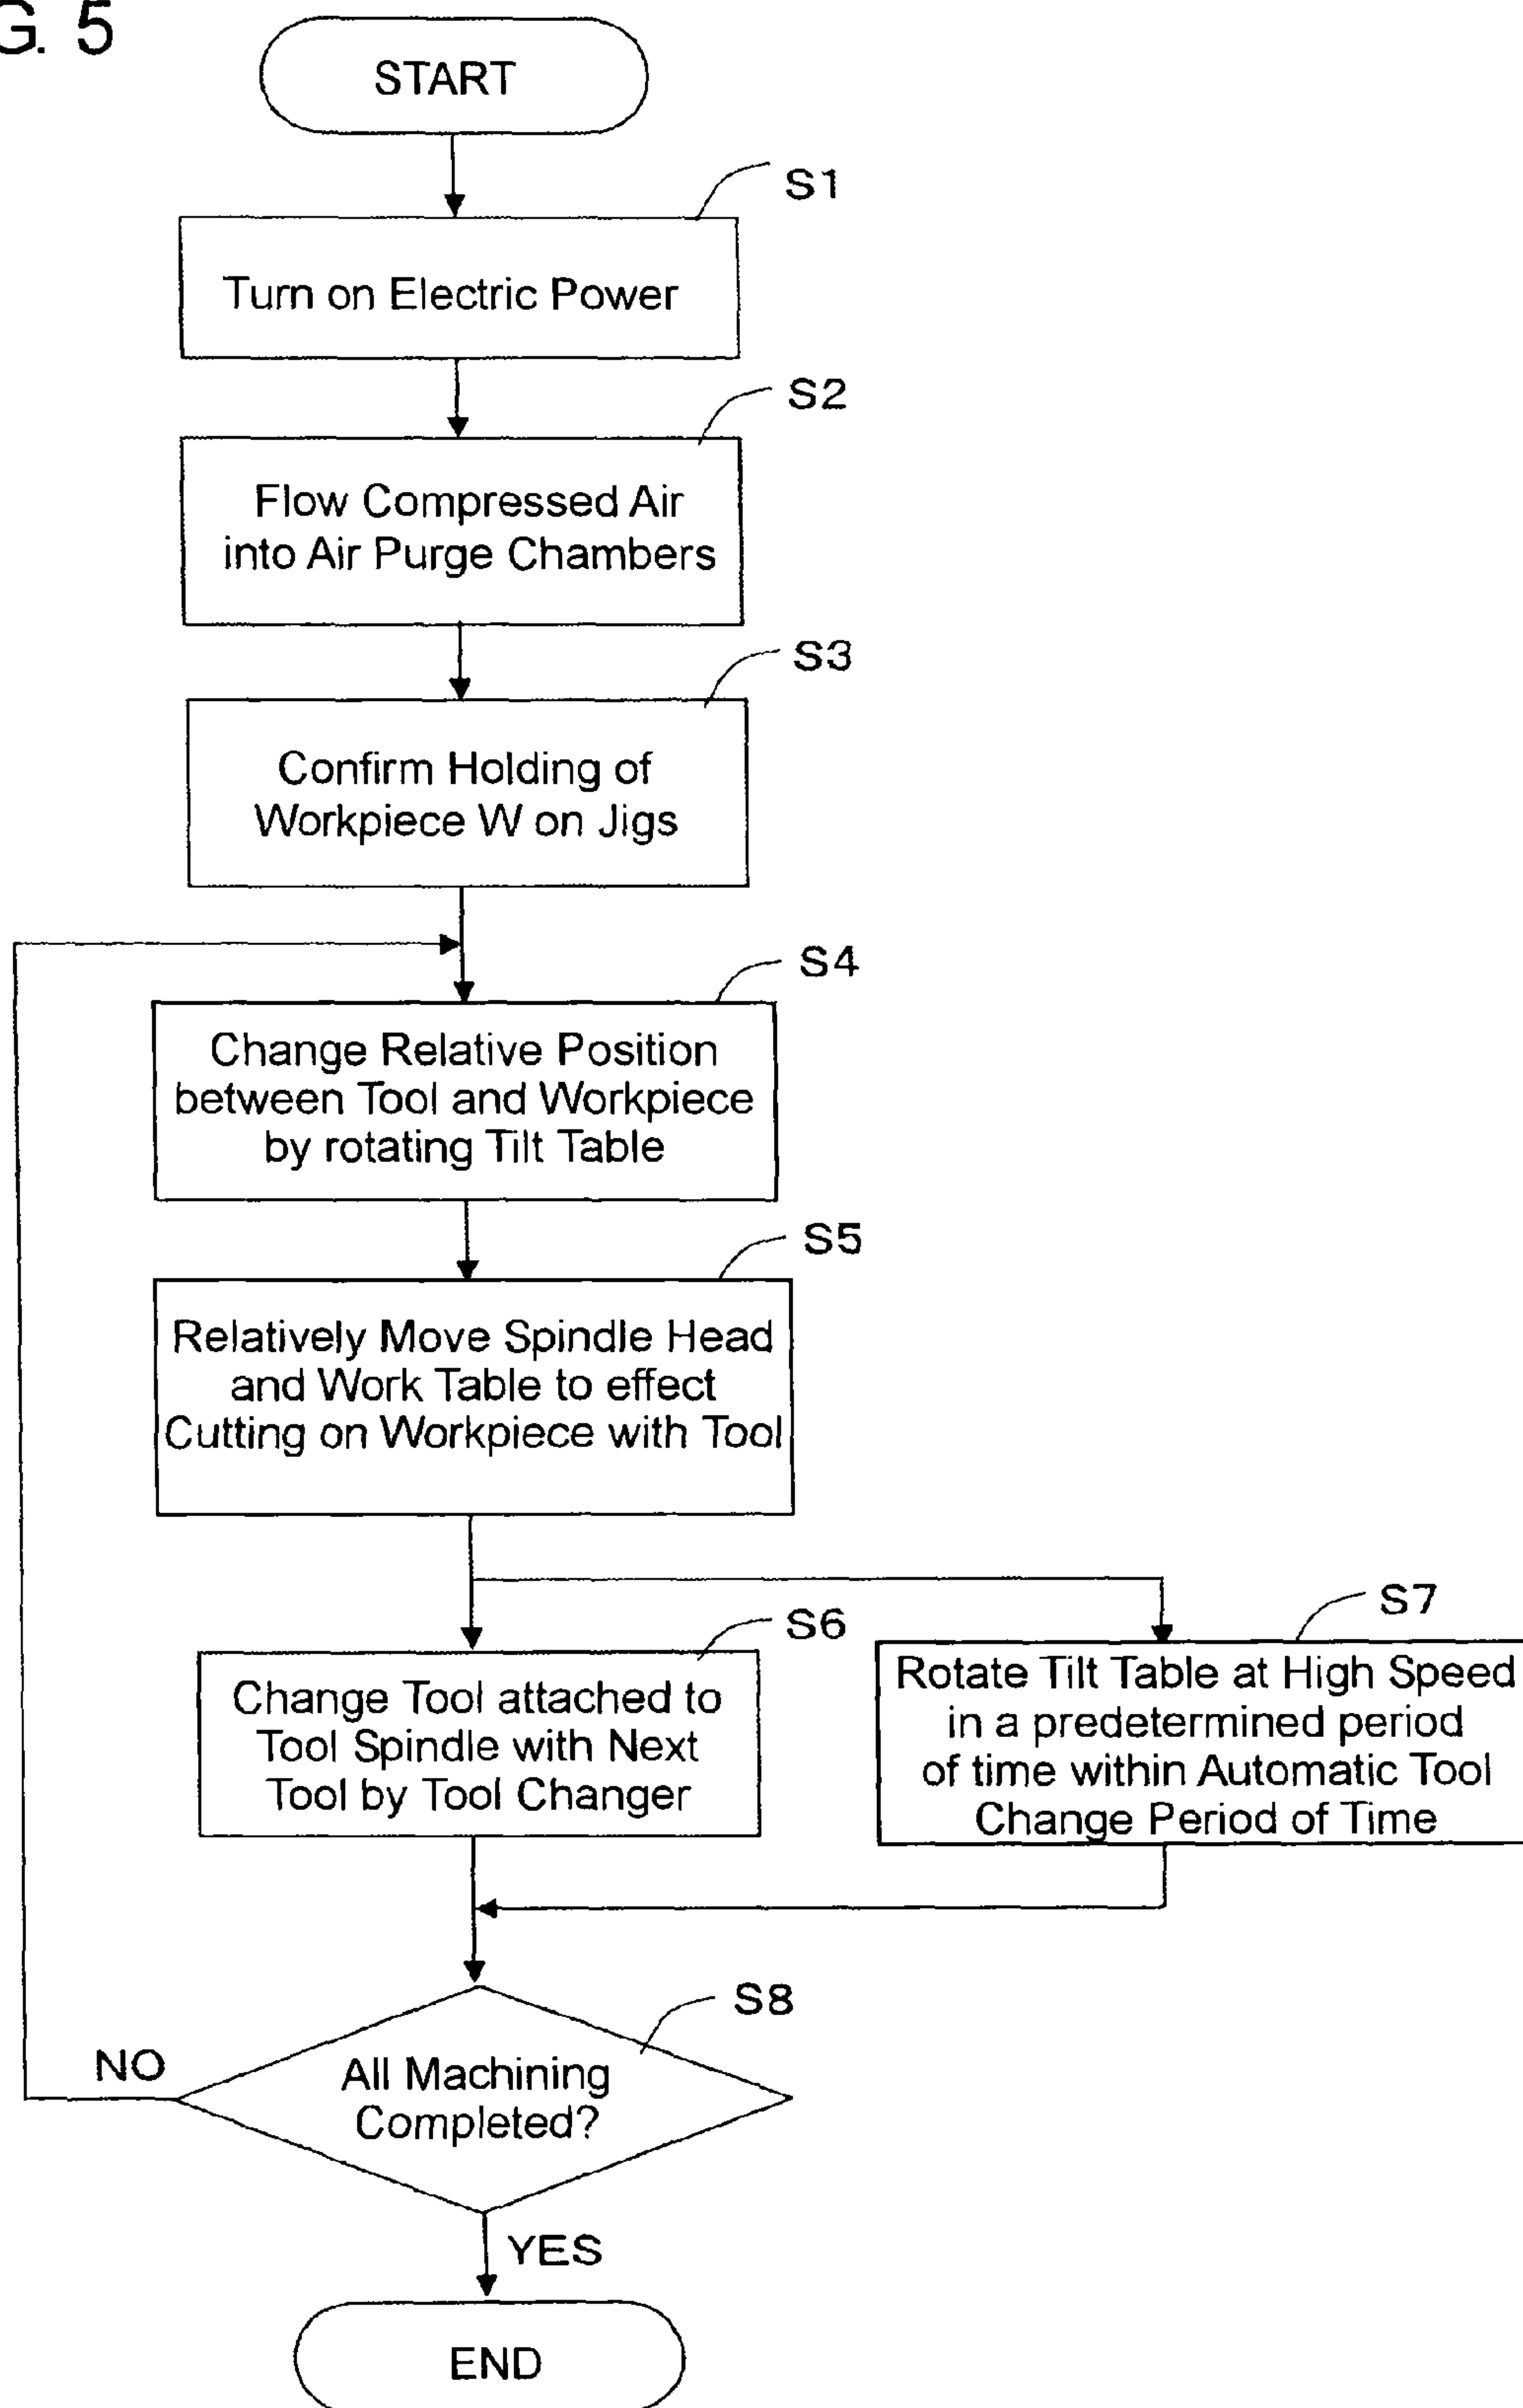 G. 5
START
S1
Turn on Electric Power
S2
Flow Compressed Air
into Air Purge Chambers
S3
Confirm Holding of
Workpiece W on Jigs
S4
Change Relative Position
between Tool and Workpiece
by rotating Tilt Table
S5
Relatively Move Spindle Head
and Work Table to effect
Cutting on Workpiece with Tool
S6
Change Tool attached to
Tool Spindle with Next
Tool by Tool Changer
S7
Rotate Tilt Table at High Speed
in a predetermined period
of time within Automatic Tool
Change Period of Time
S8
All Machining
Completed?
NO
YES
END